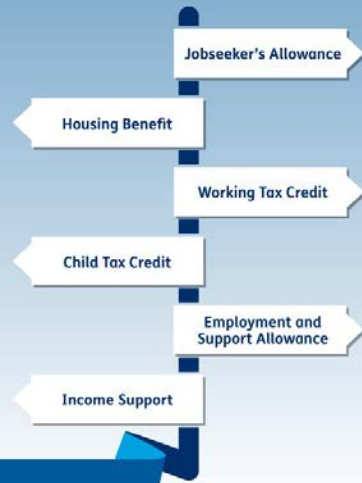 Jobseeker's Allowance
Housing Benefit
Working Tax Credit
Child Tax Credit
Employment and
Support Allowance
Income Support